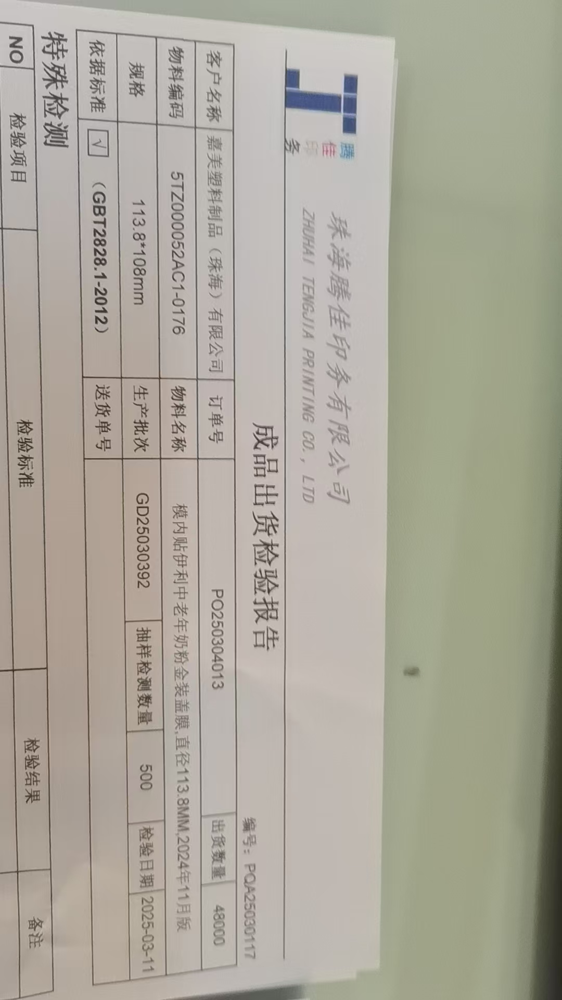 腾佳印务
珠海腾佳印务有限公司
ZHUHAI TENGJIA PRINTING CO., LTD
成品出货检验报告
编号：PQA25030117
客户名称 嘉美塑料制品（珠海）有限公司 订单号 PO250304013 出货数量 48000
物料编码 5TZ000052AC1-0176 物料名称 模内贴伊利中老年奶粉金装盖膜,直径113.8MM,2024年11月版
规格 113.8*108mm 生产批次 GD25030392 抽样检测数量 500 检验日期 2025-03-11
依据标准 √ （GBT2828.1-2012） 送货单号
特殊检测
NO 检验项目 检验标准 检验结果 备注